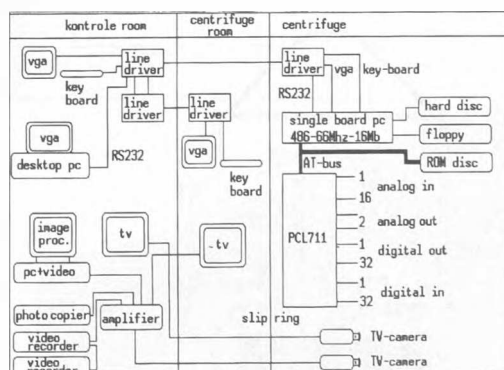 kontrole room
centrifuge room
centrifuge
vga
key board
line driver
line driver
line driver
line driver
vga
key-board
RS232
single board pc
486-66Mhz-16Mb
hard disc
floppy
ROM disc
AT-bus
vga
desktop pc
RS232
vga
key board
PCL711
1
16
analog in
2
analog out
1
32
digital out
1
32
digital in
image proc.
pc+video
tv
tv
photo copier
video recorder
video recorder
amplifier
slip ring
TV-camera
TV-camera